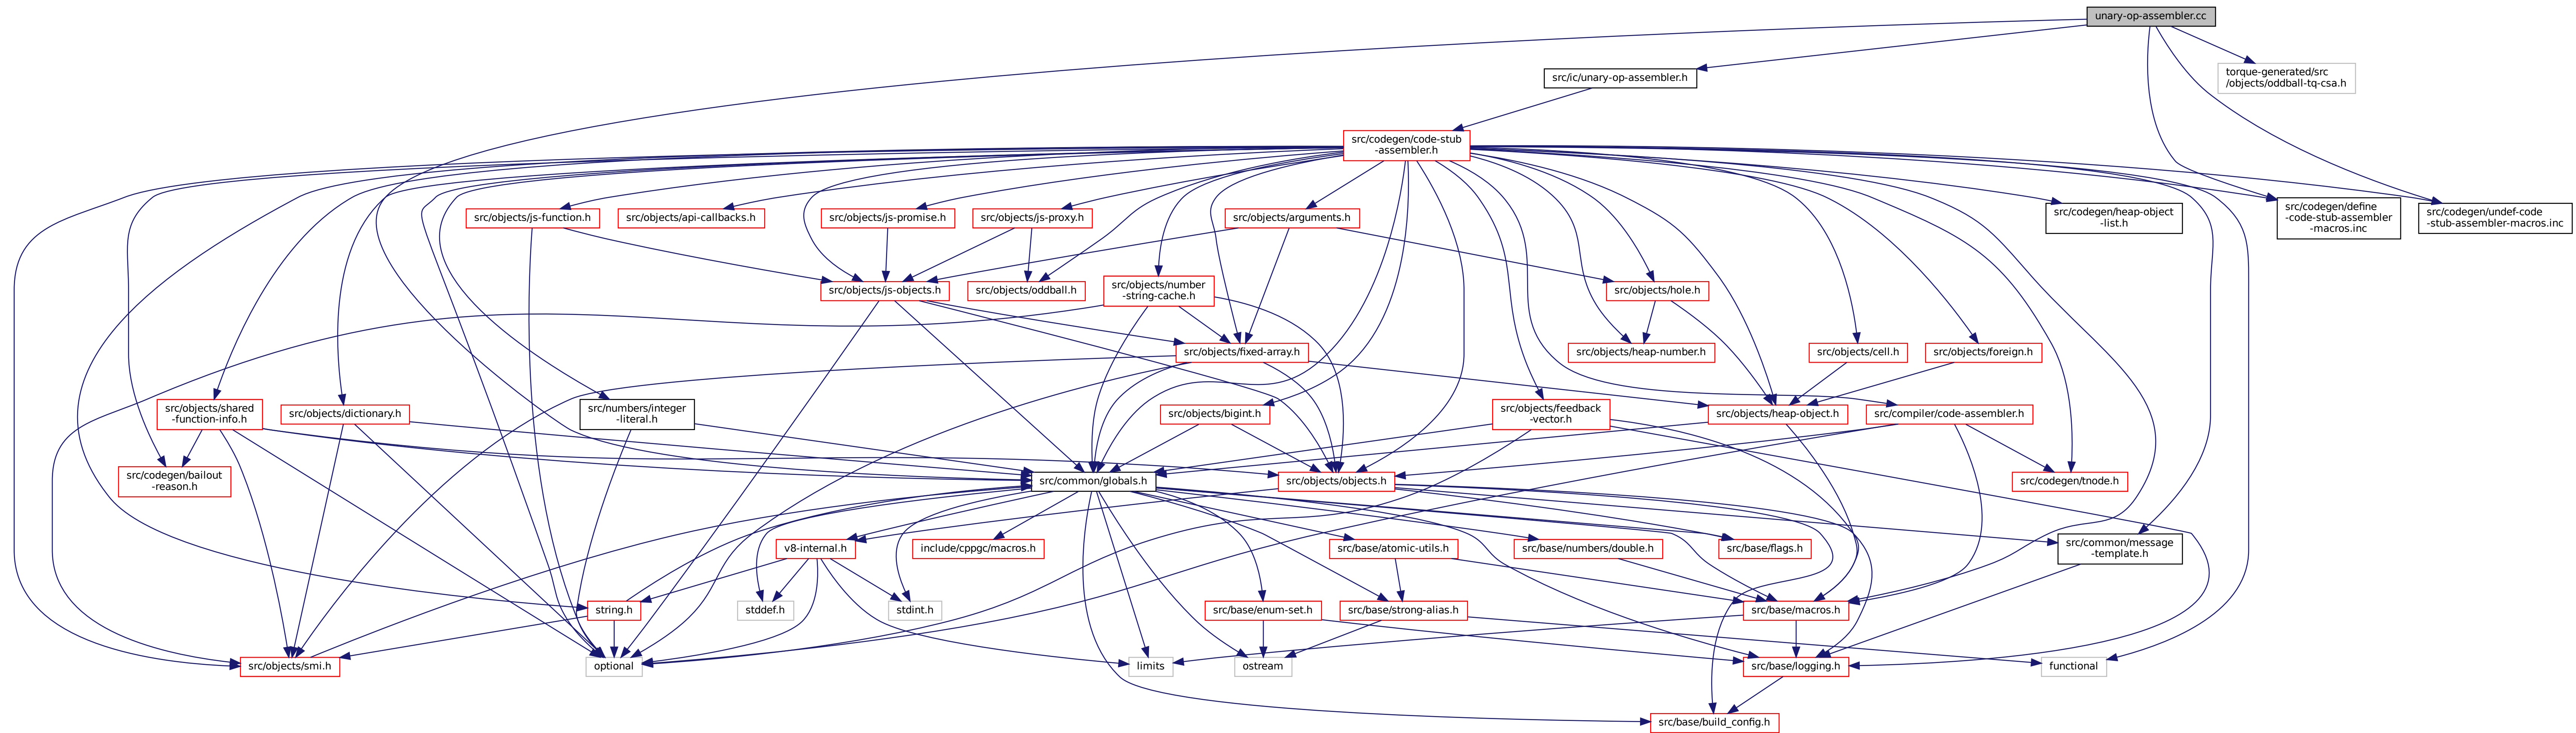 unary-op-assembler.cc
src/ic/unary-op-assembler.h
torque-generated/src
/objects/oddball-tq-csa.h
src/codegen/code-stub
-assembler.h
src/objects/js-function.h
src/objects/api-callbacks.h
src/objects/js-promise.h
src/objects/js-proxy.h
src/objects/arguments.h
src/codegen/heap-object
-list.h
src/codegen/define
-code-stub-assembler
-macros.inc
src/codegen/undef-code
-stub-assembler-macros.inc
src/objects/js-objects.h
src/objects/oddball.h
src/objects/number
-string-cache.h
src/objects/hole.h
src/objects/fixed-array.h
src/objects/heap-number.h
src/objects/cell.h
src/objects/foreign.h
src/objects/shared
-function-info.h
src/objects/dictionary.h
src/numbers/integer
-literal.h
src/objects/bigint.h
src/objects/feedback
-vector.h
src/objects/heap-object.h
src/compiler/code-assembler.h
src/codegen/bailout
-reason.h
src/common/globals.h
src/objects/objects.h
src/codegen/tnode.h
v8-internal.h
include/cppgc/macros.h
src/base/atomic-utils.h
src/base/numbers/double.h
src/base/flags.h
src/common/message
-template.h
string.h
stddef.h
stdint.h
src/base/enum-set.h
src/base/strong-alias.h
src/base/macros.h
src/objects/smi.h
optional
limits
ostream
src/base/logging.h
functional
src/base/build_config.h